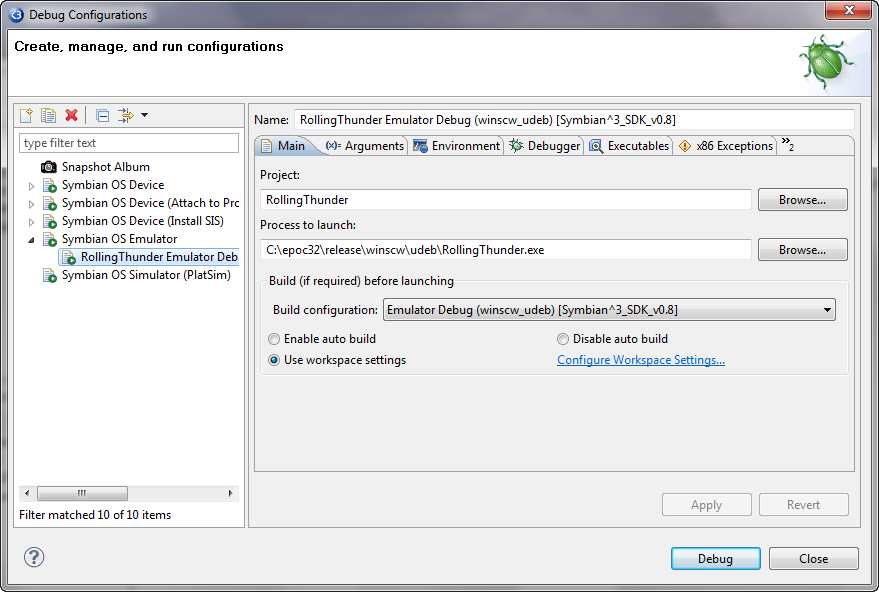 Debug Configurations
Create, manage, and run configurations
type filter text
Snapshot Album
Symbian OS Device
Symbian OS Device (Attach to Prc
Symbian OS Device (Install SIS)
Symbian OS Emulator
RollingThunder Emulator Deb
Symbian OS Simulator (PlatSim)
Filter matched 10 of 10 items
Name: RollingThunder Emulator Debug (winscw_udeb) [Symbian^3_SDK_v0.8]
Main (x)= Arguments Environment Debugger Executables x86 Exceptions »2
Project:
RollingThunder Browse...
Process to launch:
C:\epoc32\release\winscw\udeb\RollingThunder.exe Browse...
Build (if required) before launching
Build configuration: Emulator Debug (winscw_udeb) [Symbian^3_SDK_v0.8]
Enable auto build Disable auto build
Use workspace settings Configure Workspace Settings...
Apply Revert
? Debug Close